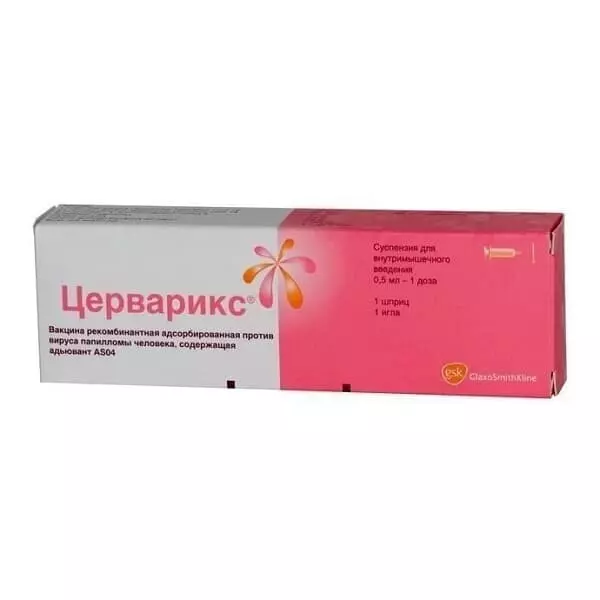 Церварикс®
Вакцина рекомбинантная адсорбированная против
вируса папилломы человека, содержащая
адьювант AS04
Суспензия для
внутримышечного
введения
0,5 мл – 1 доза
1 шприц
1 игла
gsk GlaxoSmithKline